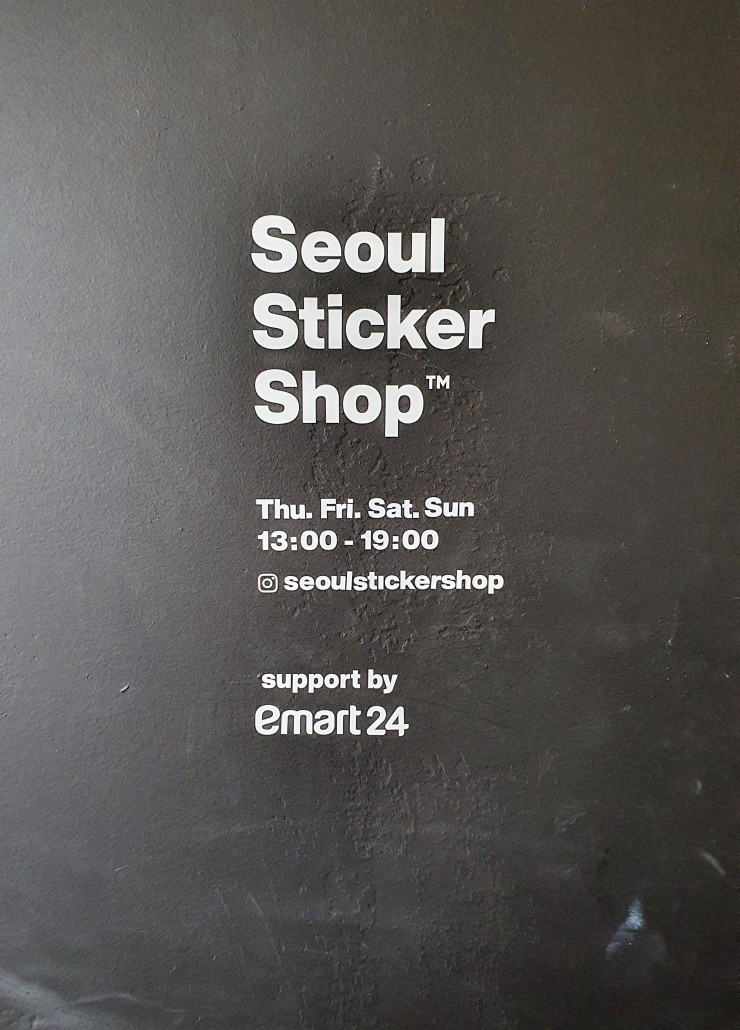 Seoul
Sticker
Shop™
Thu. Fri. Sat. Sun
13:00 - 19:00
seoulstickershop
support by
emart24